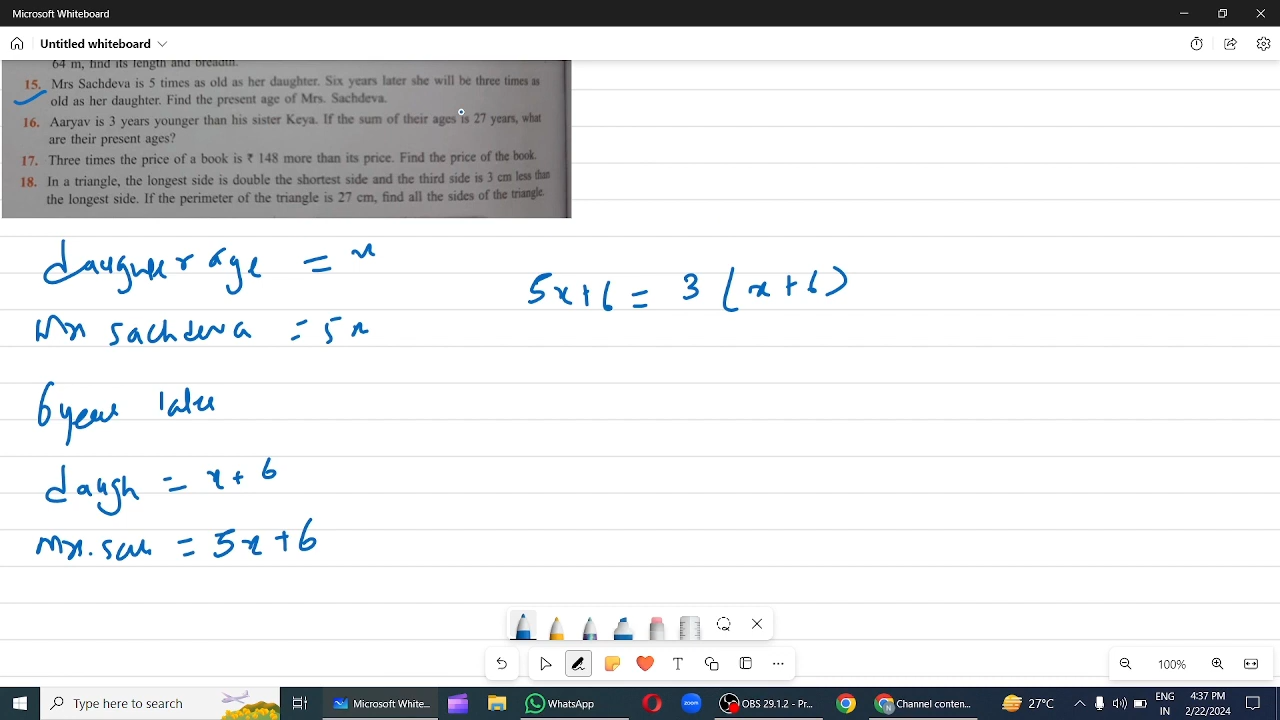 Microsoft Whiteboard
Untitled whiteboard
64 m, find its length and breadth.
15. Mrs Sachdeva is 5 times as old as her daughter. Six years later she will be three times as
old as her daughter. Find the present age of Mrs. Sachdeva.
16. Aaryav is 3 years younger than his sister Keya. If the sum of their ages is 27 years, what
are their present ages?
17. Three times the price of a book is ₹ 148 more than its price. Find the price of the book.
18. In a triangle, the longest side is double the shortest side and the third side is 3 cm less than
the longest side. If the perimeter of the triangle is 27 cm, find all the sides of the triangle.
age = x
sachdeva = 5x
6 year later
daugh = x + 6
= 5x + 6
5x + 6 = 3 (x + 6)
100%
Type here to search
Microsoft White...
WhatsApp
zoom
OBS 29.1.2 - Pr...
Channel conten...
27°C
ENG
IN
4:37 PM
2/22/2024